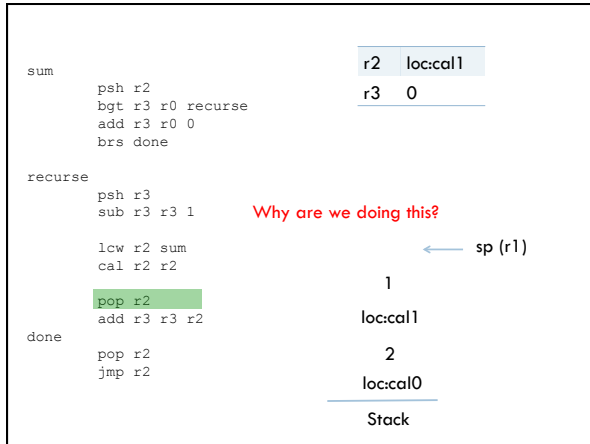 sum
psh r2
bgt r3 r0 recurse
add r3 r0 0
brs done
recurse
psh r3
sub r3 r3 1
lcw r2 sum
cal r2 r2
pop r2
add r3 r3 r2
done
pop r2
jmp r2
r2 loc:cal1
r3 0
Why are we doing this?
sp (r1)
1
loc:cal1
2
loc:cal0
Stack